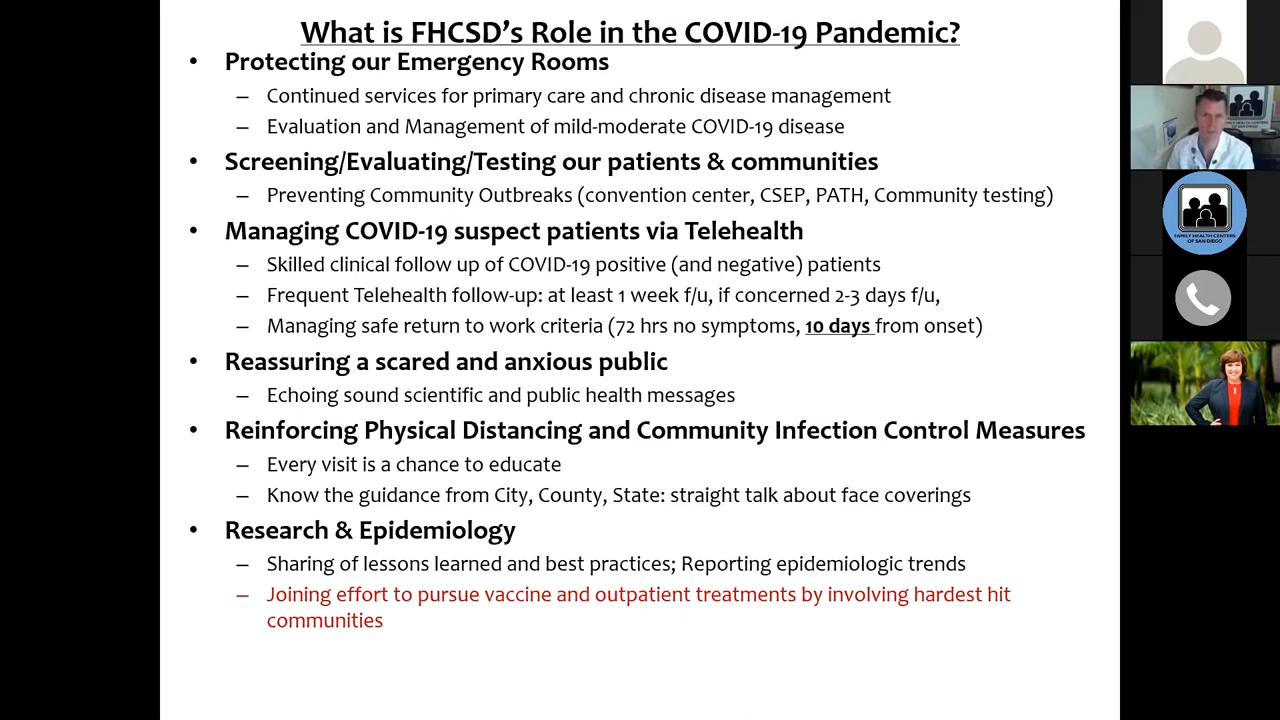 What is FHCSD’s Role in the COVID-19 Pandemic?
• Protecting our Emergency Rooms
– Continued services for primary care and chronic disease management
– Evaluation and Management of mild-moderate COVID-19 disease
• Screening/Evaluating/Testing our patients & communities
– Preventing Community Outbreaks (convention center, CSEP, PATH, Community testing)
• Managing COVID-19 suspect patients via Telehealth
– Skilled clinical follow up of COVID-19 positive (and negative) patients
– Frequent Telehealth follow-up: at least 1 week f/u, if concerned 2-3 days f/u,
– Managing safe return to work criteria (72 hrs no symptoms, 10 days from onset)
• Reassuring a scared and anxious public
– Echoing sound scientific and public health messages
• Reinforcing Physical Distancing and Community Infection Control Measures
– Every visit is a chance to educate
– Know the guidance from City, County, State: straight talk about face coverings
• Research & Epidemiology
– Sharing of lessons learned and best practices; Reporting epidemiologic trends
– Joining effort to pursue vaccine and outpatient treatments by involving hardest hit
communities
FAMILY HEALTH CENTERS
OF SAN DIEGO